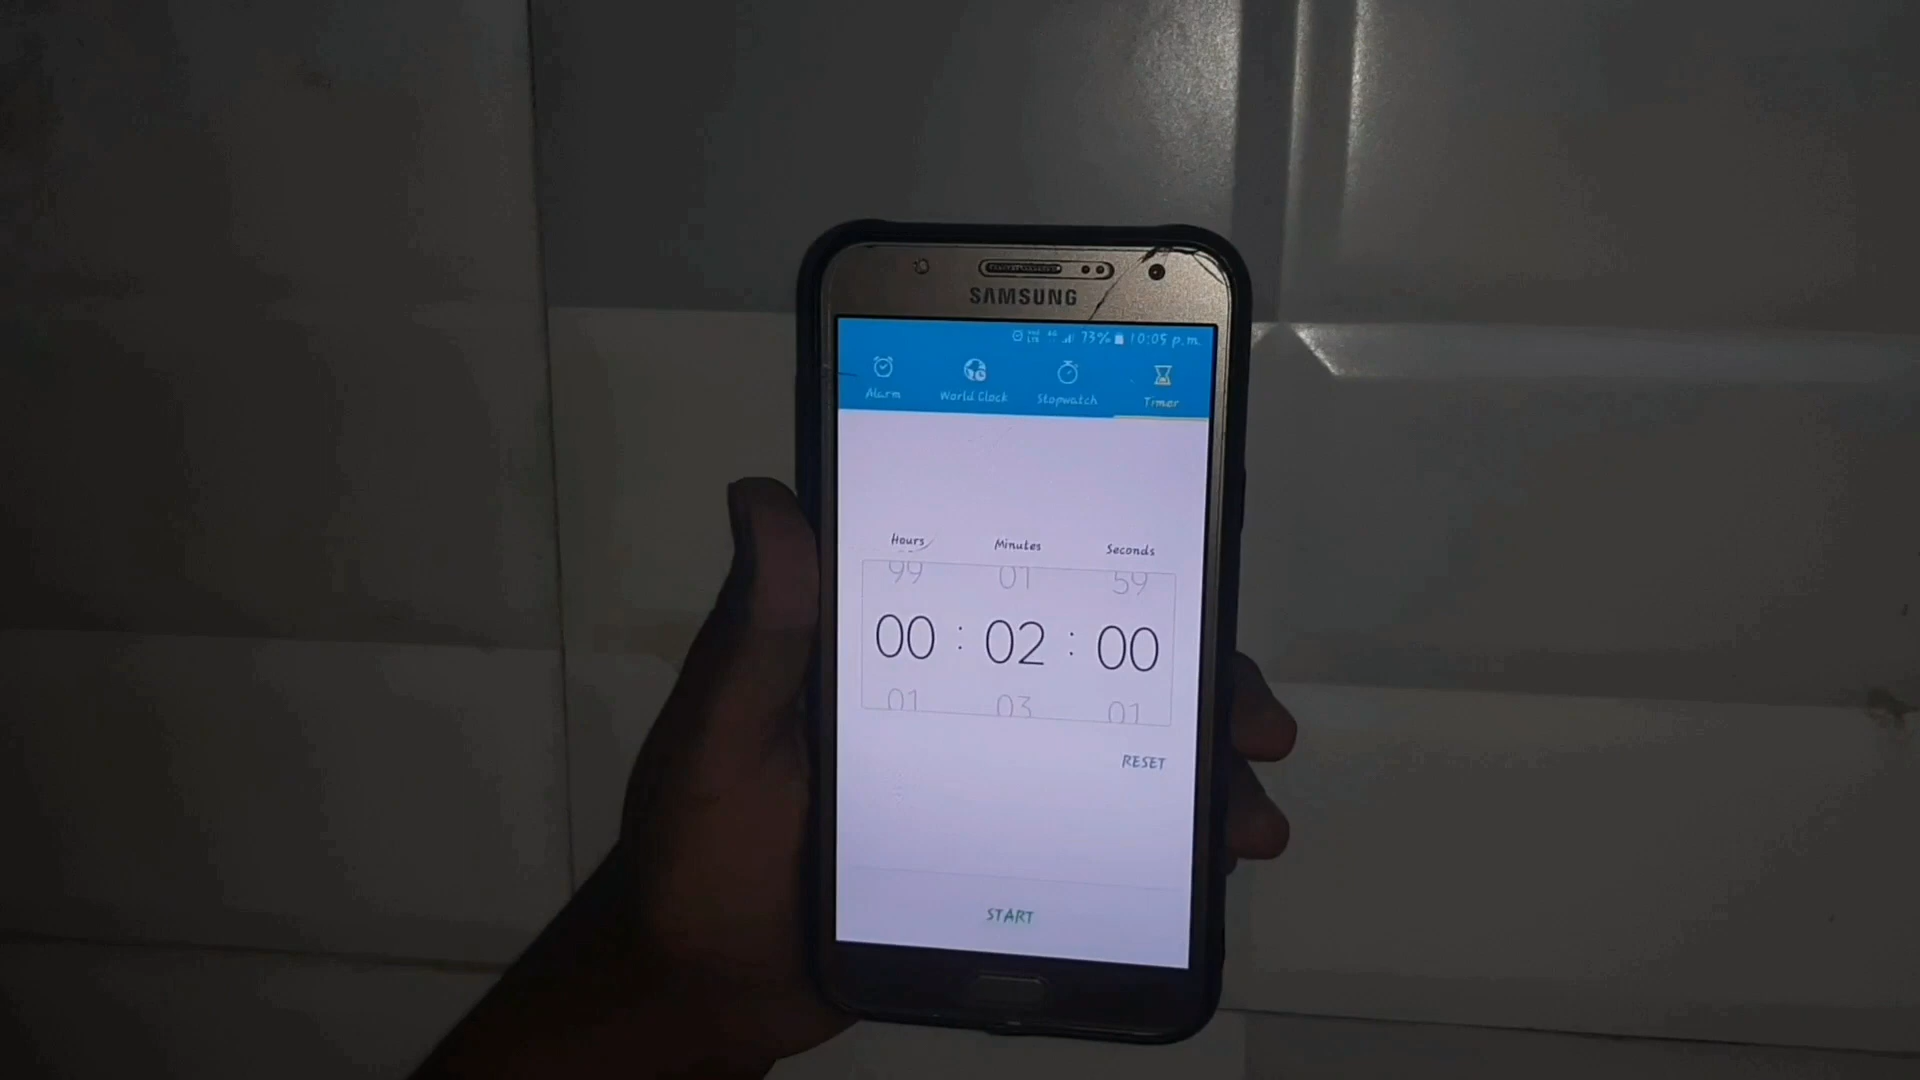 SAMSUNG
4G 73% 10:05 p.m.
Alarm World Clock Stopwatch Timer
Hours Minutes Seconds
99 01 59
00 : 02 : 00
01 03 01
RESET
START